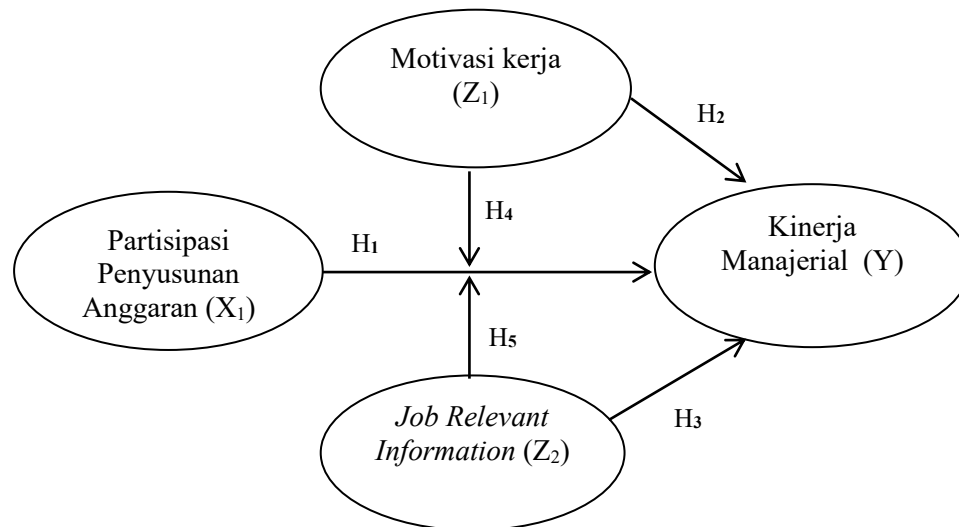 Motivasi kerja
(Z₁)
H₂
H₄
Partisipasi
Penyusunan
Anggaran (X₁)
H₁
Kinerja
Manajerial (Y)
H₅
Job Relevant
Information (Z₂)
H₃